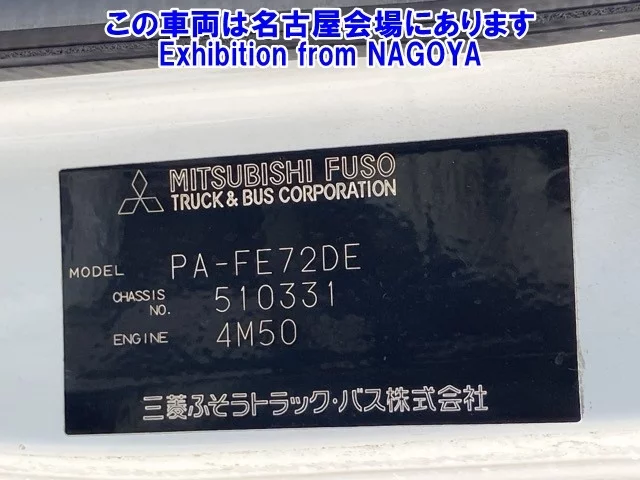 この車両は名古屋会場にあります
Exhibition from NAGOYA
MITSUBISHI FUSO
TRUCK & BUS CORPORATION
MODEL PA-FE72DE
CHASSIS NO. 510331
ENGINE 4M50
三菱ふそうトラック・バス株式会社